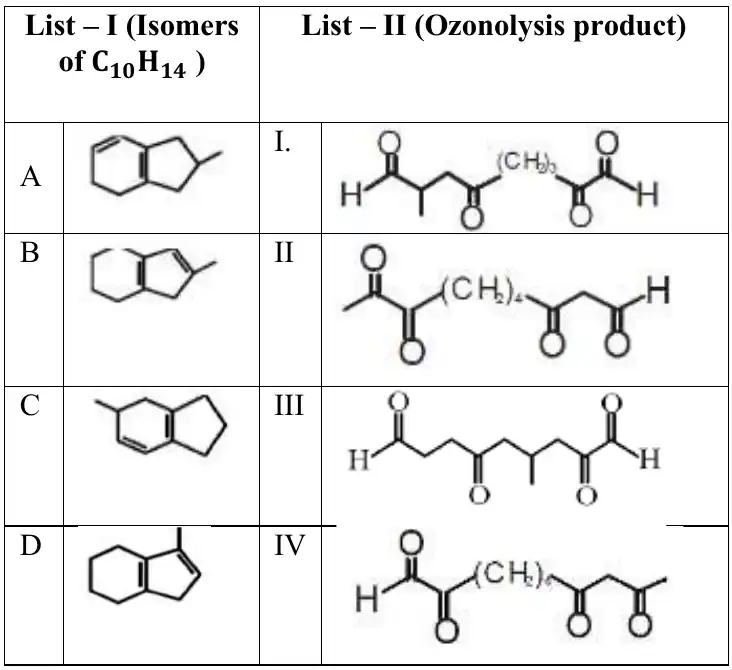 List – I (Isomers of C₁₀H₁₄ )
List – II (Ozonolysis product)
A
I.
H
O
O
(CH₂)₃
O
O
H
B
II
O
O
(CH₂)₄
O
O
H
C
III
H
O
O
O
O
H
D
IV
H
O
O
(CH₂)₄
O
O